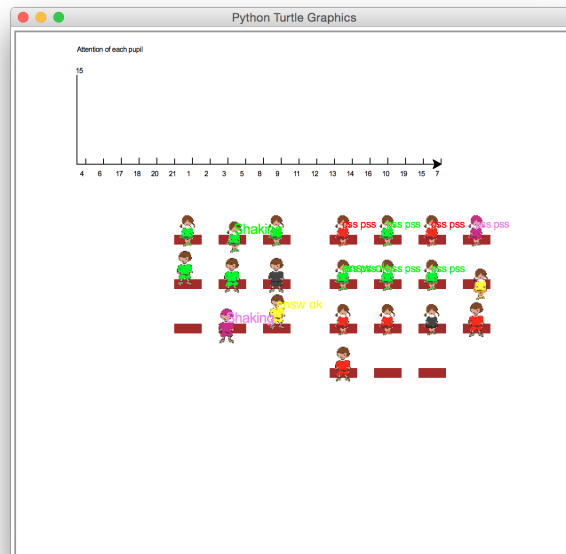 Python Turtle Graphics
Attention of each pupil
15
4 6 17 18 20 21 1 2 3 5 8 9 11 12 13 14 16 10 19 15 7
Shaking pss pss pss pss pss pss pss pss
pss pss pss pss
answ ok
Shaking